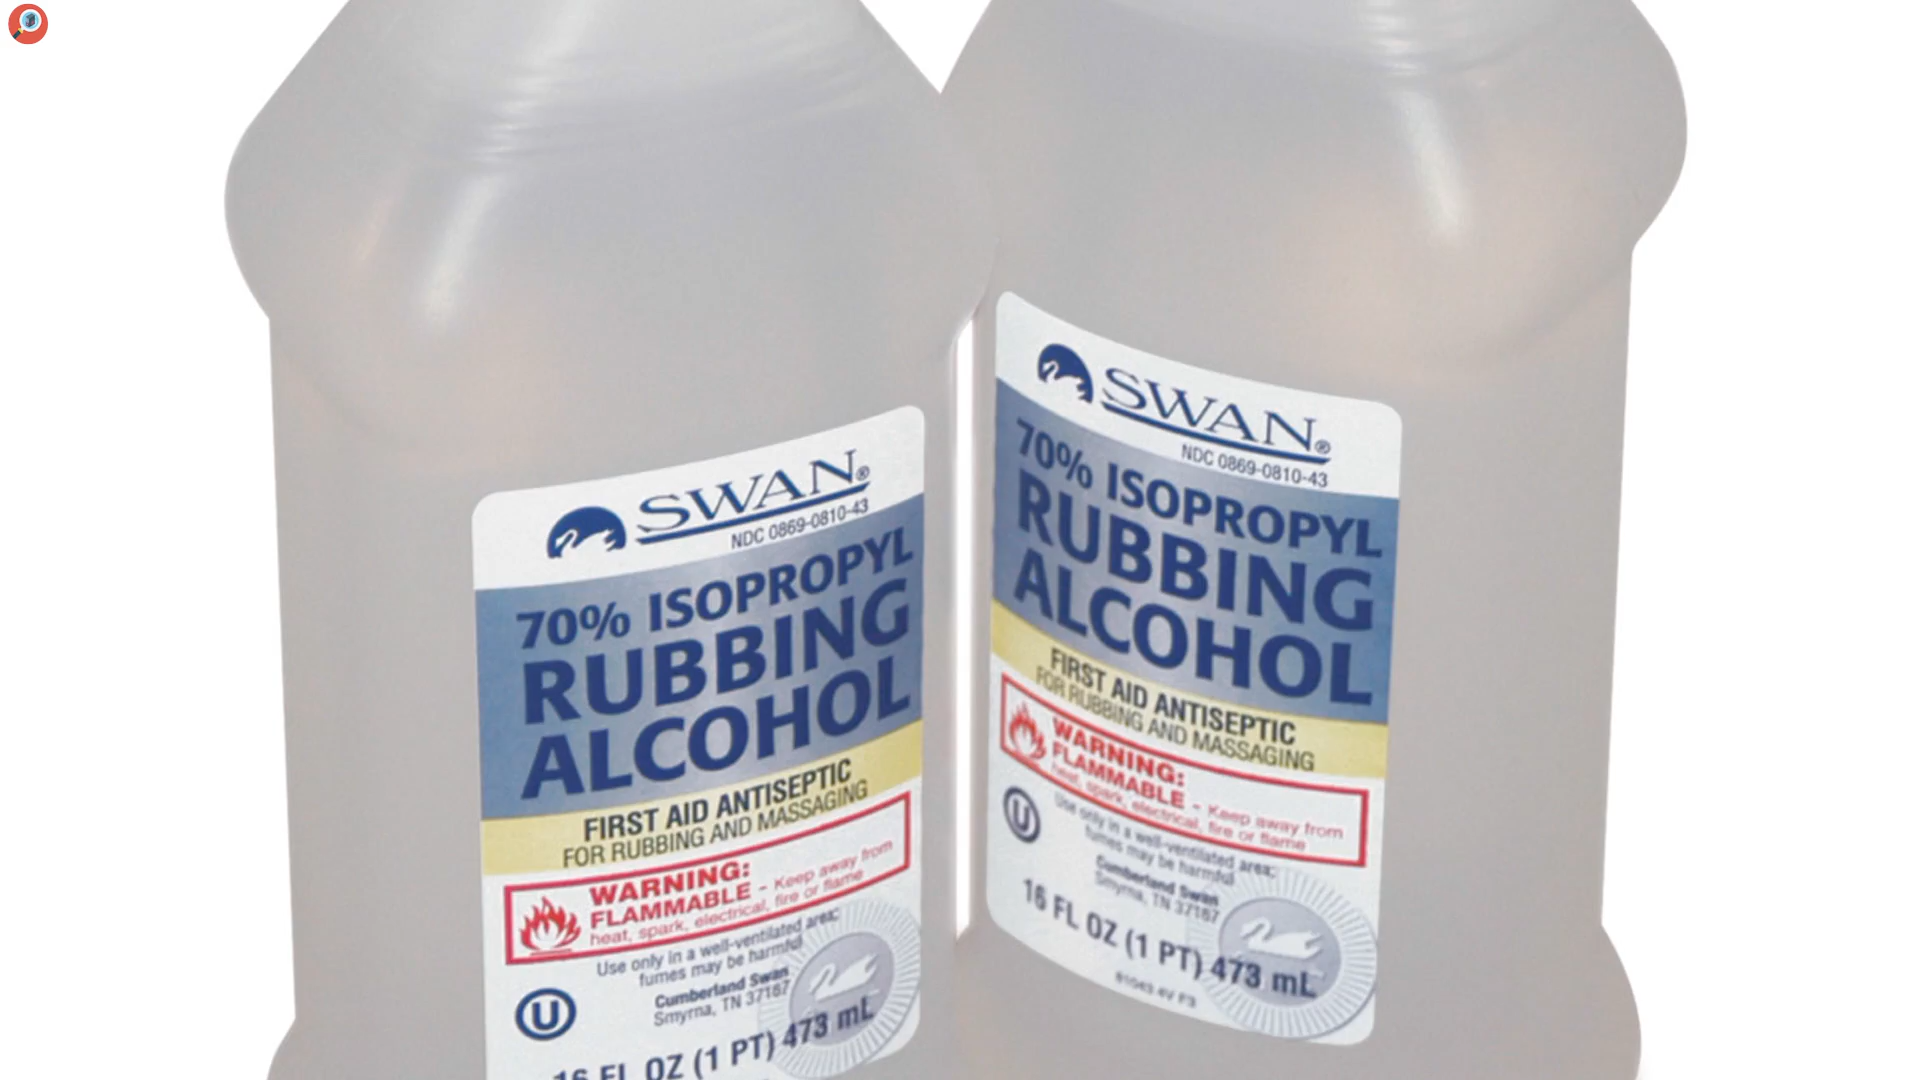 SWAN®
NDC 0869-0810-43
70% ISOPROPYL
RUBBING
ALCOHOL
FIRST AID ANTISEPTIC
FOR RUBBING AND MASSAGING
WARNING:
FLAMMABLE - Keep away from
heat, spark, electrical, fire or flame
Use only in a well-ventilated area;
fumes may be harmful
Cumberland Swan
Smyrna, TN 37167
U
16 FL OZ (1 PT) 473 mL
SWAN®
NDC 0869-0810-43
70% ISOPROPYL
RUBBING
ALCOHOL
FIRST AID ANTISEPTIC
FOR RUBBING AND MASSAGING
WARNING:
FLAMMABLE - Keep away from
heat, spark, electrical, fire or flame
Use only in a well-ventilated area;
fumes may be harmful
U
Cumberland Swan
Smyrna, TN 37167
16 FL OZ (1 PT) 473 mL